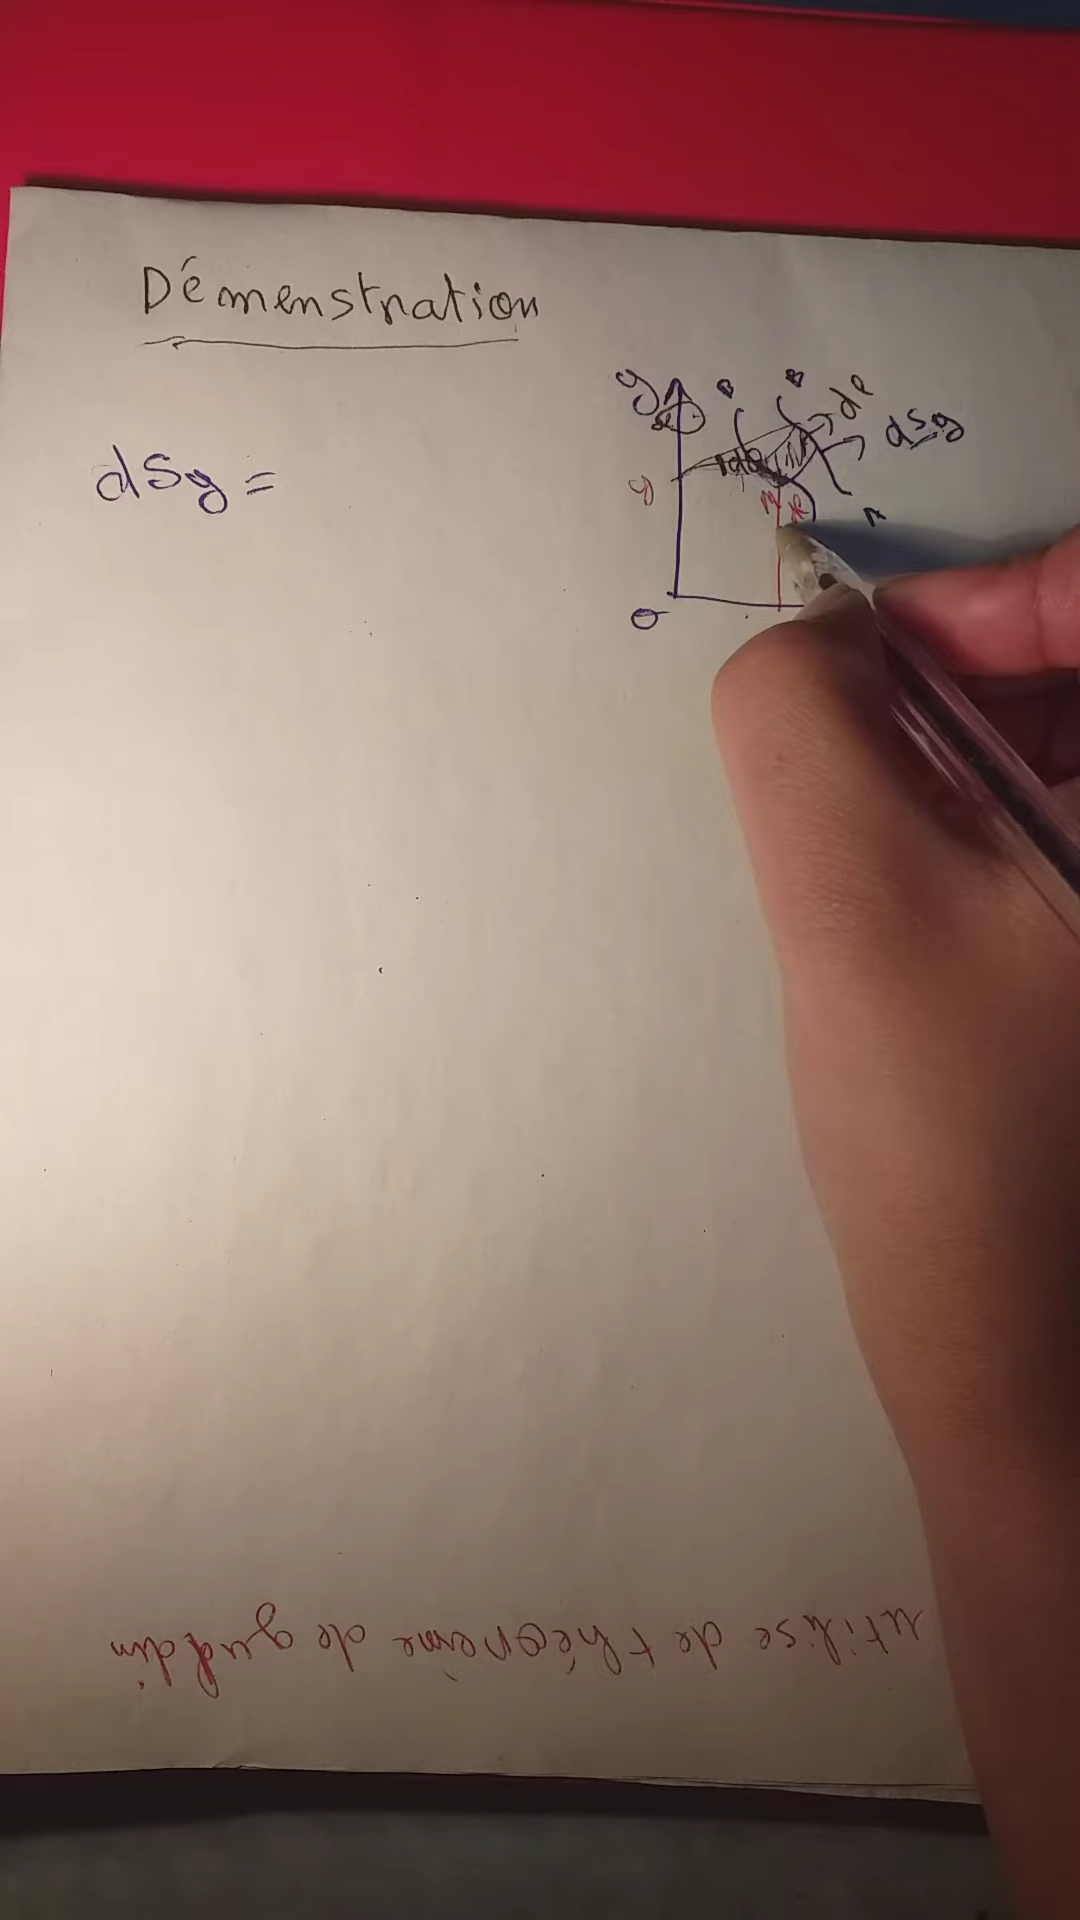 Démenstration
y B B dl
dSy
dSy =
y
x
A
O
utilise de théorème de guldin